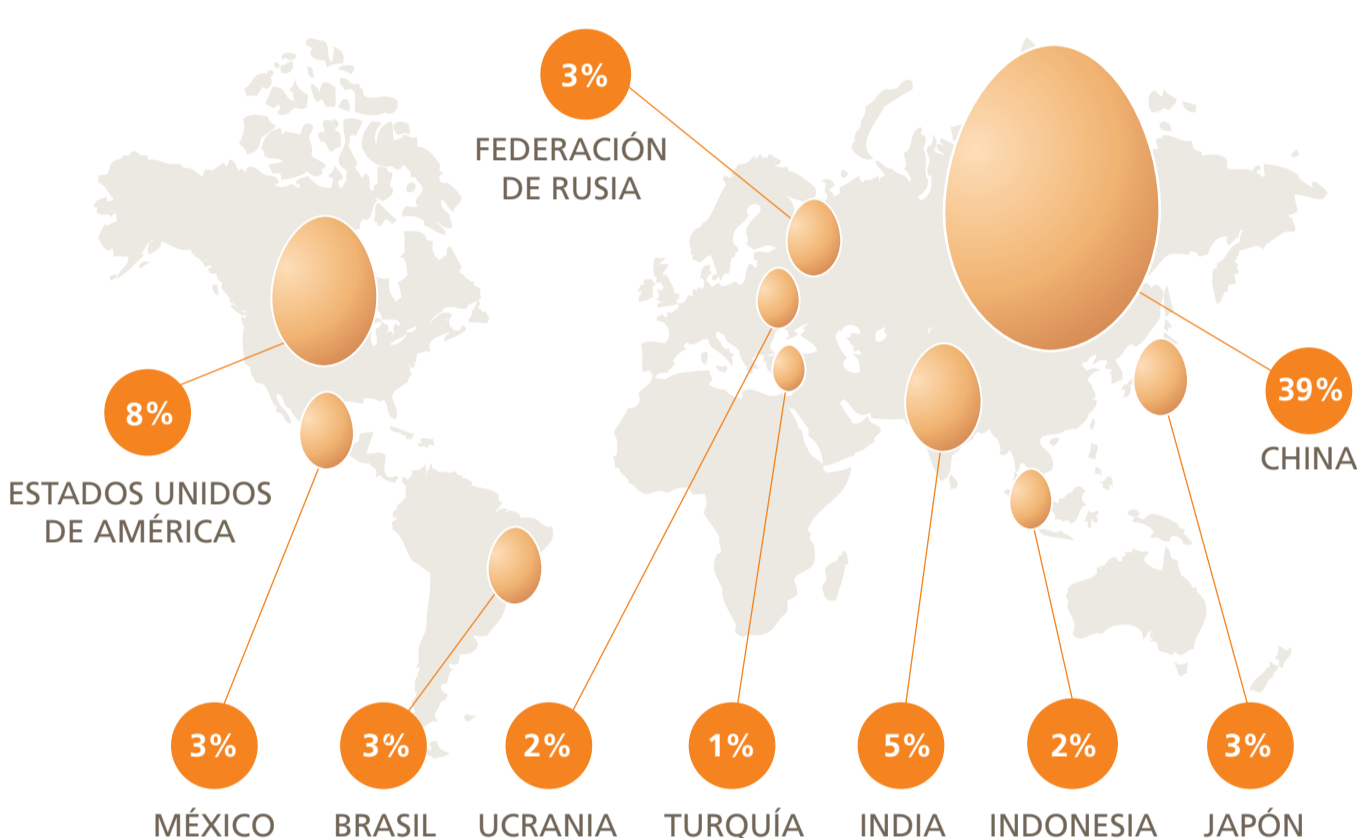 3%
FEDERACIÓN
DE RUSIA
8%
ESTADOS UNIDOS
DE AMÉRICA
39%
CHINA
3%
MÉXICO
3%
BRASIL
2%
UCRANIA
1%
TURQUÍA
5%
INDIA
2%
INDONESIA
3%
JAPÓN